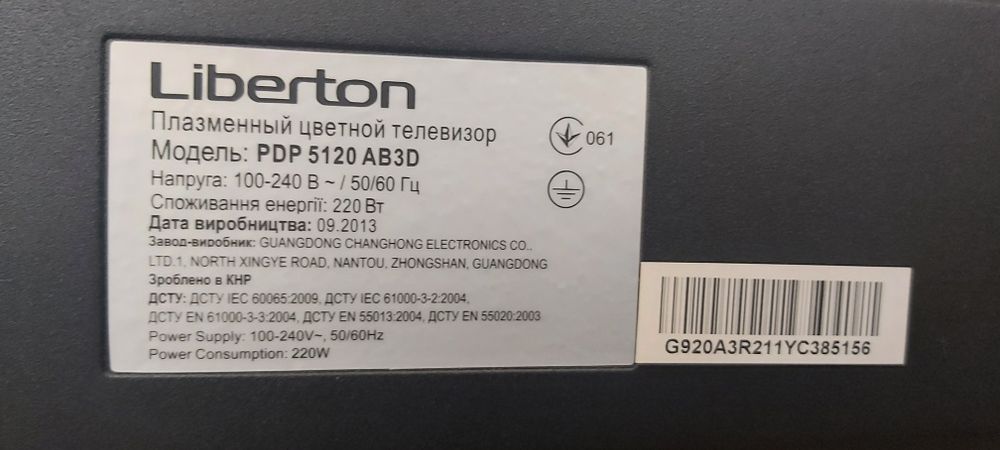 Liberton
Плазменный цветной телевизор
Модель: PDP 5120 AB3D
Напруга: 100-240 В ~ / 50/60 Гц
Споживання енергії: 220 Вт
Дата виробництва: 09.2013
Завод-виробник: GUANGDONG CHANGHONG ELECTRONICS CO..
LTD.1, NORTH XINGYE ROAD, NANTOU, ZHONGSHAN, GUANGDONG
Зроблено в КНР
ДСТУ: ДСТУ IEC 60065:2009, ДСТУ IEC 61000-3-2:2004,
ДСТУ EN 61000-3-3:2004, ДСТУ EN 55013:2004, ДСТУ EN 55020:2003
Power Supply: 100-240V~, 50/60Hz
Power Consumption: 220W
061
G920A3R211YC385156